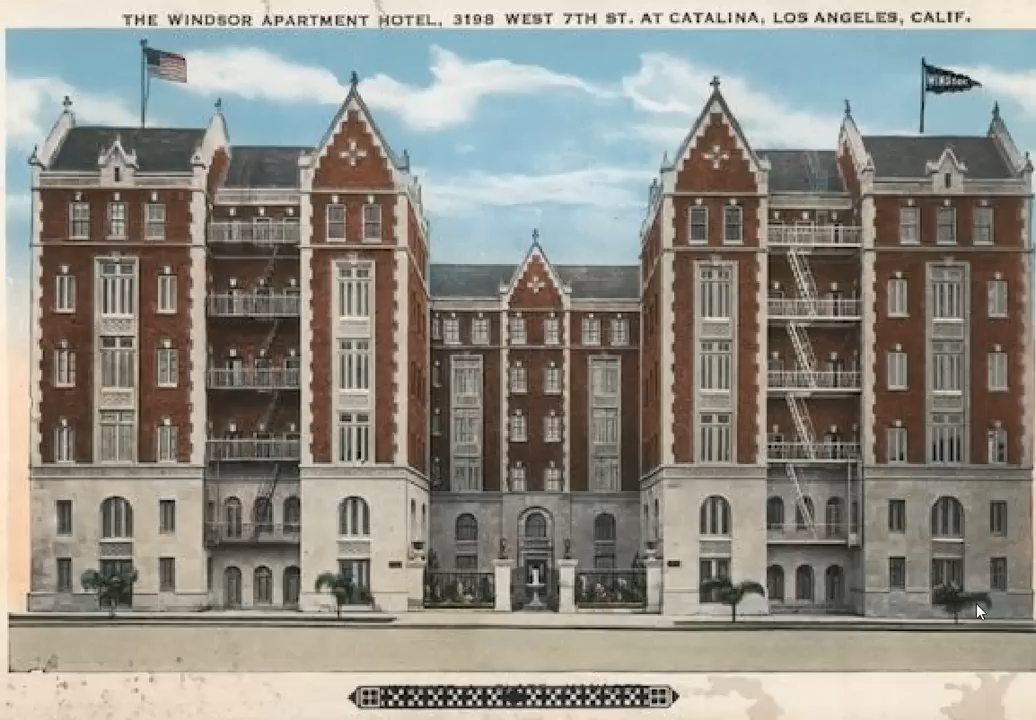 THE WINDSOR APARTMENT HOTEL, 3198 WEST 7TH ST. AT CATALINA, LOS ANGELES, CALIF.
WINDSOR